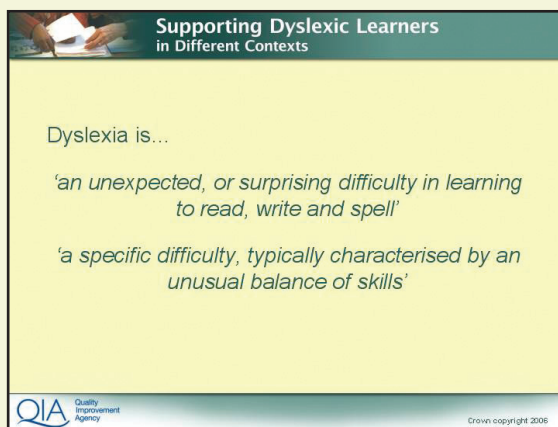 Supporting Dyslexic Learners
in Different Contexts
Dyslexia is...
‘an unexpected, or surprising difficulty in learning
to read, write and spell’
‘a specific difficulty, typically characterised by an
unusual balance of skills’
QIA
Quality
Improvement
Agency
Crown copyright 2006